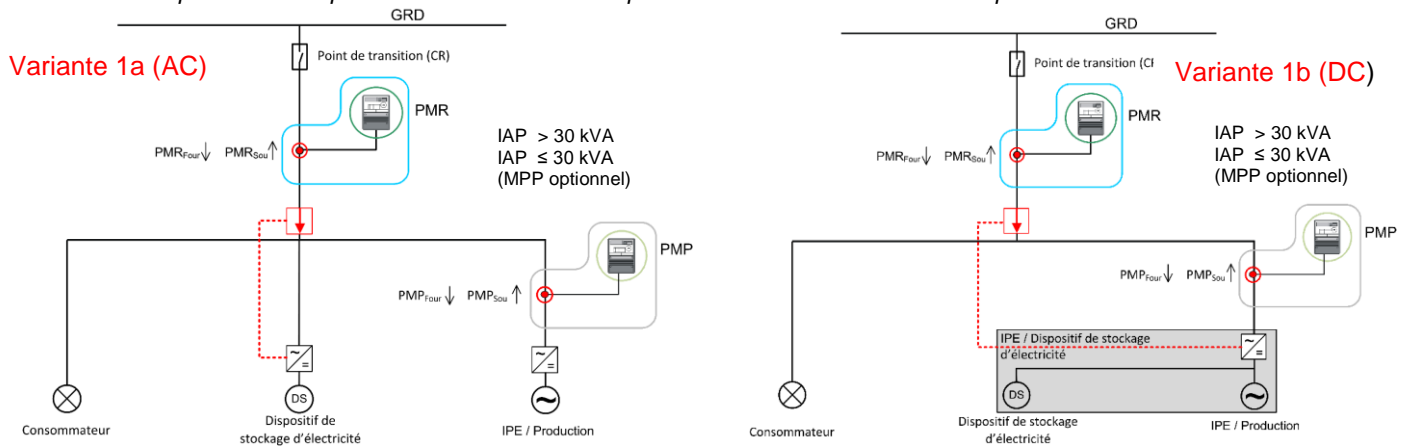 GRD
Point de transition (CR)
Variante 1a (AC)
PMR
PMRFour↓ PMRSou↑
IAP > 30 kVA
IAP ≤ 30 kVA
(MPP optionnel)
PMP
PMPFour↓ PMPSou↑
DS
Consommateur
Dispositif de
stockage d'électricité
IPE / Production
GRD
Point de transition (CF
Variante 1b (DC)
PMR
PMRFour↓ PMRSou↑
IAP > 30 kVA
IAP ≤ 30 kVA
(MPP optionnel)
PMP
PMPFour↓ PMPSou↑
IPE / Dispositif de stockage
d'électricité
DS
Consommateur
Dispositif de stockage
d'électricité
IPE / Production